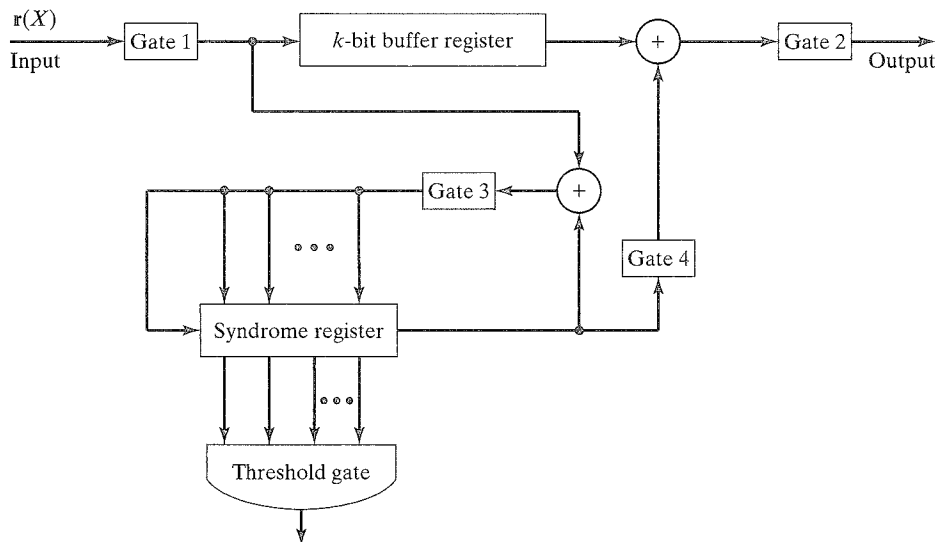 r(X)
Input
Gate 1
k-bit buffer register
+
Gate 2
Output
Gate 3
+
Gate 4
Syndrome register
Threshold gate